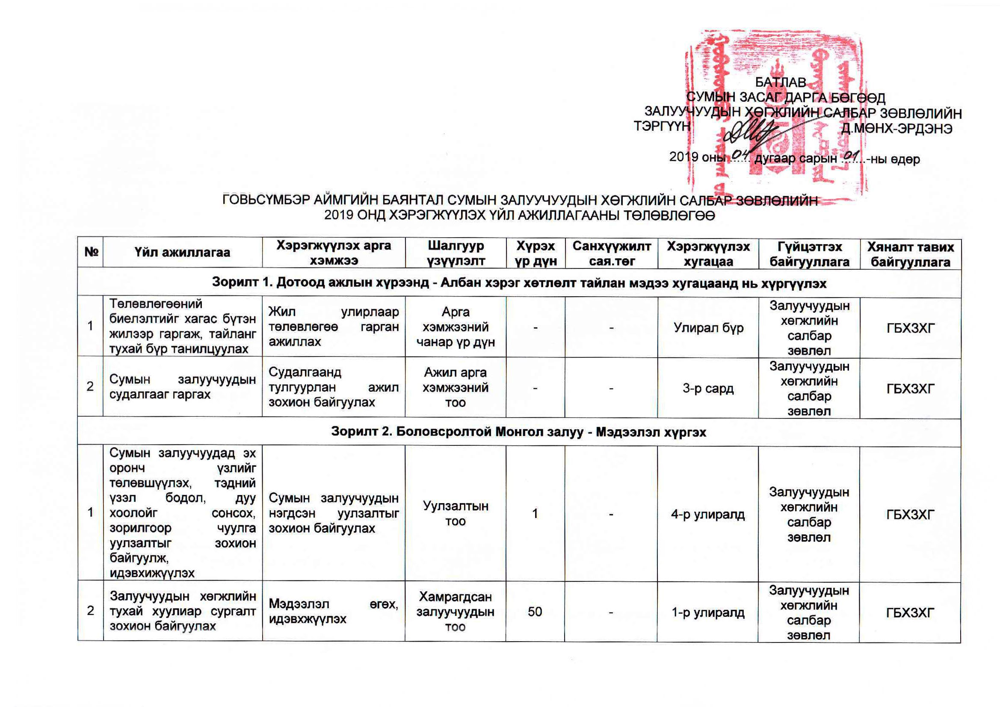 БАТЛАВ
СУМЫН ЗАСАГ ДАРГА БӨГӨӨД
ЗАЛУУЧУУДЫН ХӨГЖЛИЙН САЛБАР ЗӨВЛӨЛИЙН
ТЭРГҮҮН Д.МӨНХ-ЭРДЭНЭ
2019 оны 04 дугаар сарын 01-ны өдөр
ГОВЬСҮМБЭР АЙМГИЙН БАЯНТАЛ СУМЫН ЗАЛУУЧУУДЫН ХӨГЖЛИЙН САЛБАР ЗӨВЛӨЛИЙН
2019 ОНД ХЭРЭГЖҮҮЛЭХ ҮЙЛ АЖИЛЛАГААНЫ ТӨЛӨВЛӨГӨӨ
№
Үйл ажиллагаа
Хэрэгжүүлэх арга
хэмжээ
Шалгуур
үзүүлэлт
Хүрэх
үр дүн
Санхүүжилт
сая.төг
Хэрэгжүүлэх
хугацаа
Гүйцэтгэх
байгууллага
Хяналт тавих
байгууллага
Зорилт 1. Дотоод ажлын хүрээнд - Албан хэрэг хөтлөлт тайлан мэдээ хугацаанд нь хүргүүлэх
1
Төлөвлөгөөний
биелэлтийг хагас бүтэн
жилээр гаргаж, тайланг
тухай бүр танилцуулах
Жил улирлаар
төлөвлөгөө гарган
ажиллах
Арга
хэмжээний
чанар үр дүн
-
-
Улирал бүр
Залуучуудын
хөгжлийн
салбар
зөвлөл
ГБХЗХГ
2
Сумын залуучуудын
судалгааг гаргах
Судалгаанд
тулгуурлан ажил
зохион байгуулах
Ажил арга
хэмжээний
тоо
-
-
3-р сард
Залуучуудын
хөгжлийн
салбар
зөвлөл
ГБХЗХГ
Зорилт 2. Боловсролтой Монгол залуу - Мэдээлэл хүргэх
1
Сумын залуучуудад эх
оронч үзлийг
төлөвшүүлэх, тэдний
үзэл бодол, дуу
хоолойг сонсох,
зорилгоор чуулга
уулзалтыг зохион
байгуулж,
идэвхижүүлэх
Сумын залуучуудын
нэгдсэн уулзалтыг
зохион байгуулах
Уулзалтын
тоо
1
-
4-р улиралд
Залуучуудын
хөгжлийн
салбар
зөвлөл
ГБХЗХГ
2
Залуучуудын хөгжлийн
тухай хуулиар сургалт
зохион байгуулах
Мэдээлэл өгөх,
идэвхжүүлэх
Хамрагдсан
залуучуудын
тоо
50
-
1-р улиралд
Залуучуудын
хөгжлийн
салбар
зөвлөл
ГБХЗХГ